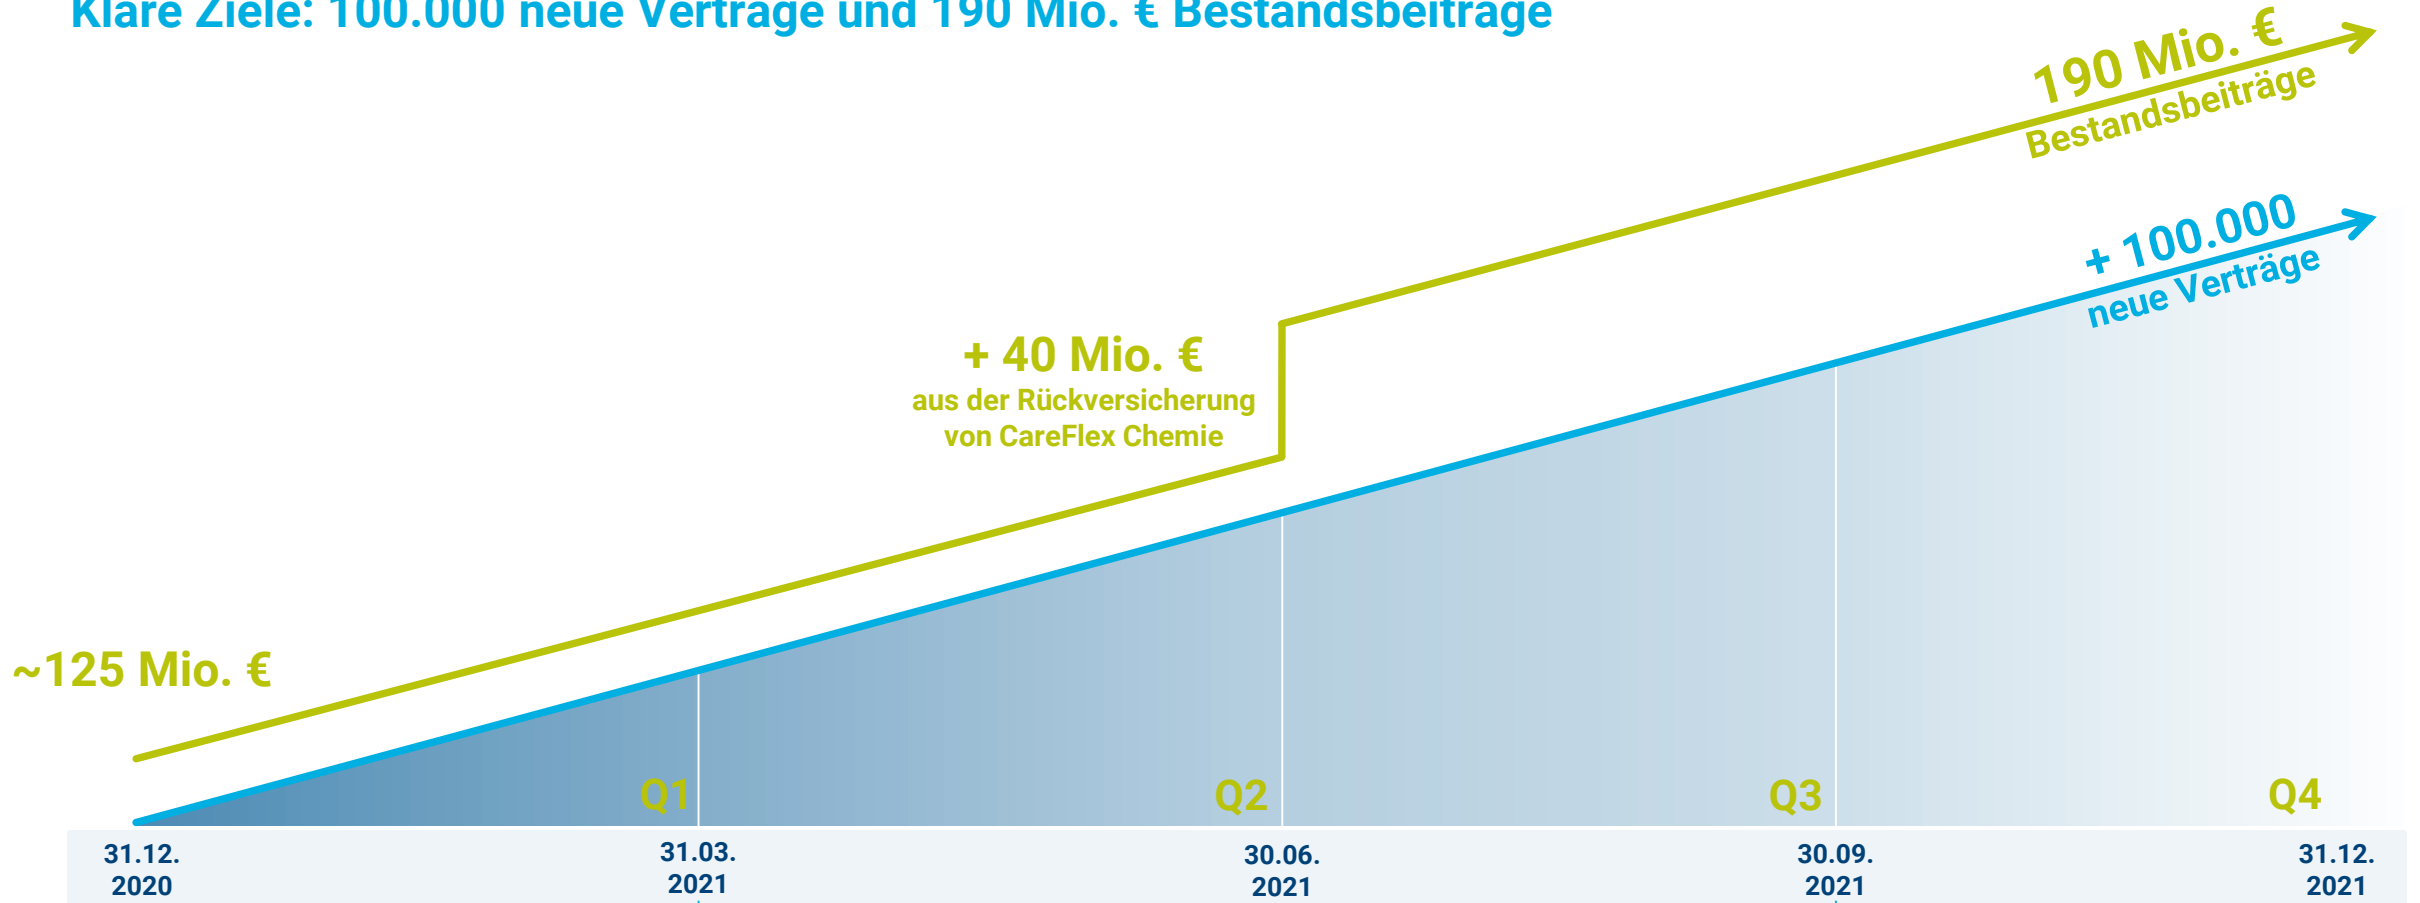 Klare Ziele: 100.000 neue Verträge und 190 Mio. € Bestandsbeiträge
190 Mio. €
Bestandsbeiträge
+ 100.000
neue Verträge
+ 40 Mio. €
aus der Rückversicherung
von CareFlex Chemie
~125 Mio. €
Q1
Q2
Q3
Q4
31.12.
2020
31.03.
2021
30.06.
2021
30.09.
2021
31.12.
2021